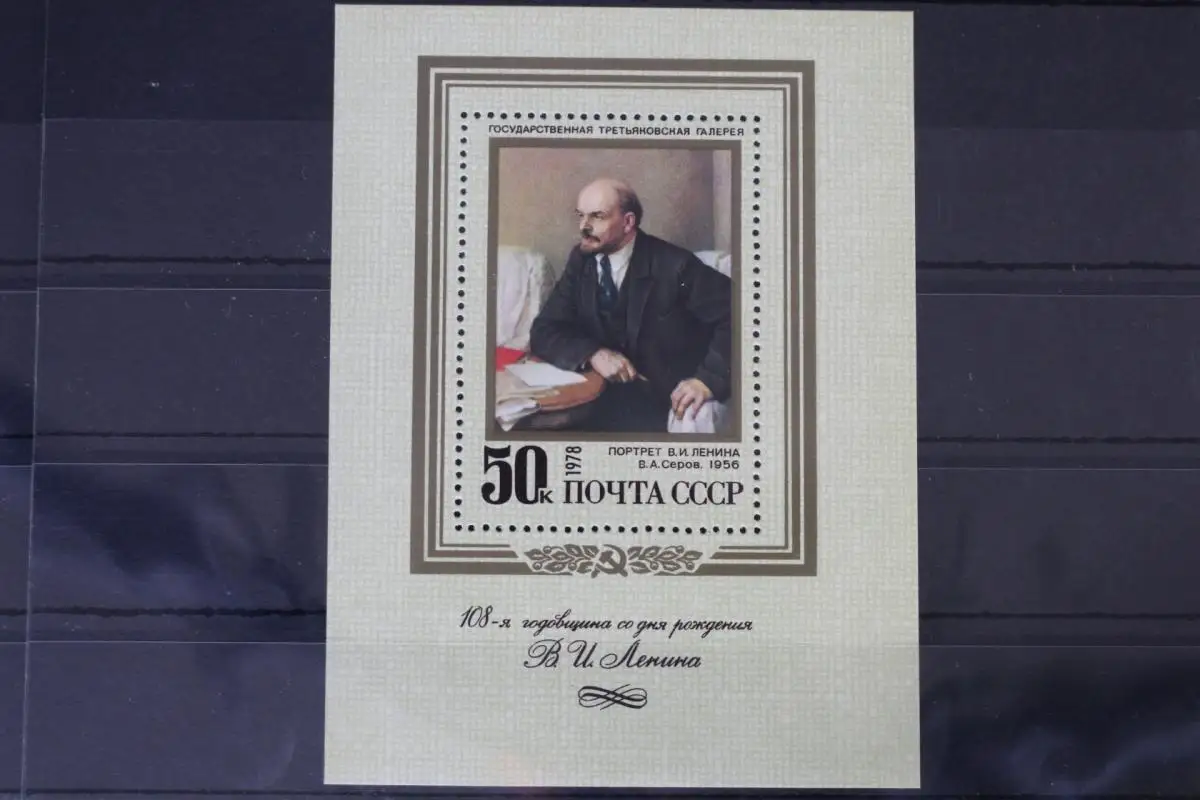 ГОСУДАРСТВЕННАЯ ТРЕТЬЯКОВСКАЯ ГАЛЕРЕЯ
50к
1978
ПОРТРЕТ В.И.ЛЕНИНА
В.А.Серов. 1956
ПОЧТА СССР
108-я годовщина со дня рождения
В. И. Ленина